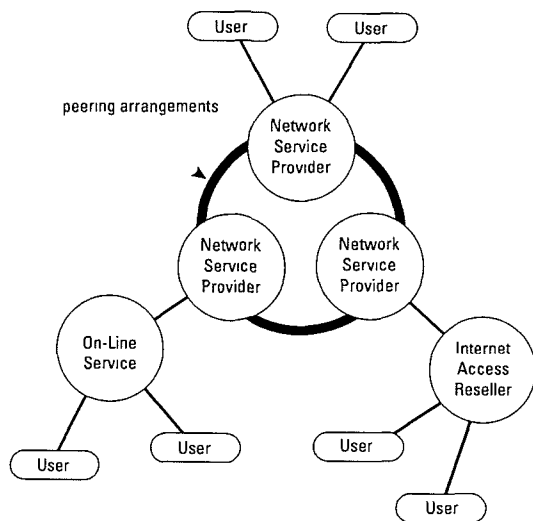 User
User
peering arrangements
Network
Service
Provider
Network
Service
Provider
Network
Service
Provider
On-Line
Service
Internet
Access
Reseller
User
User
User
User